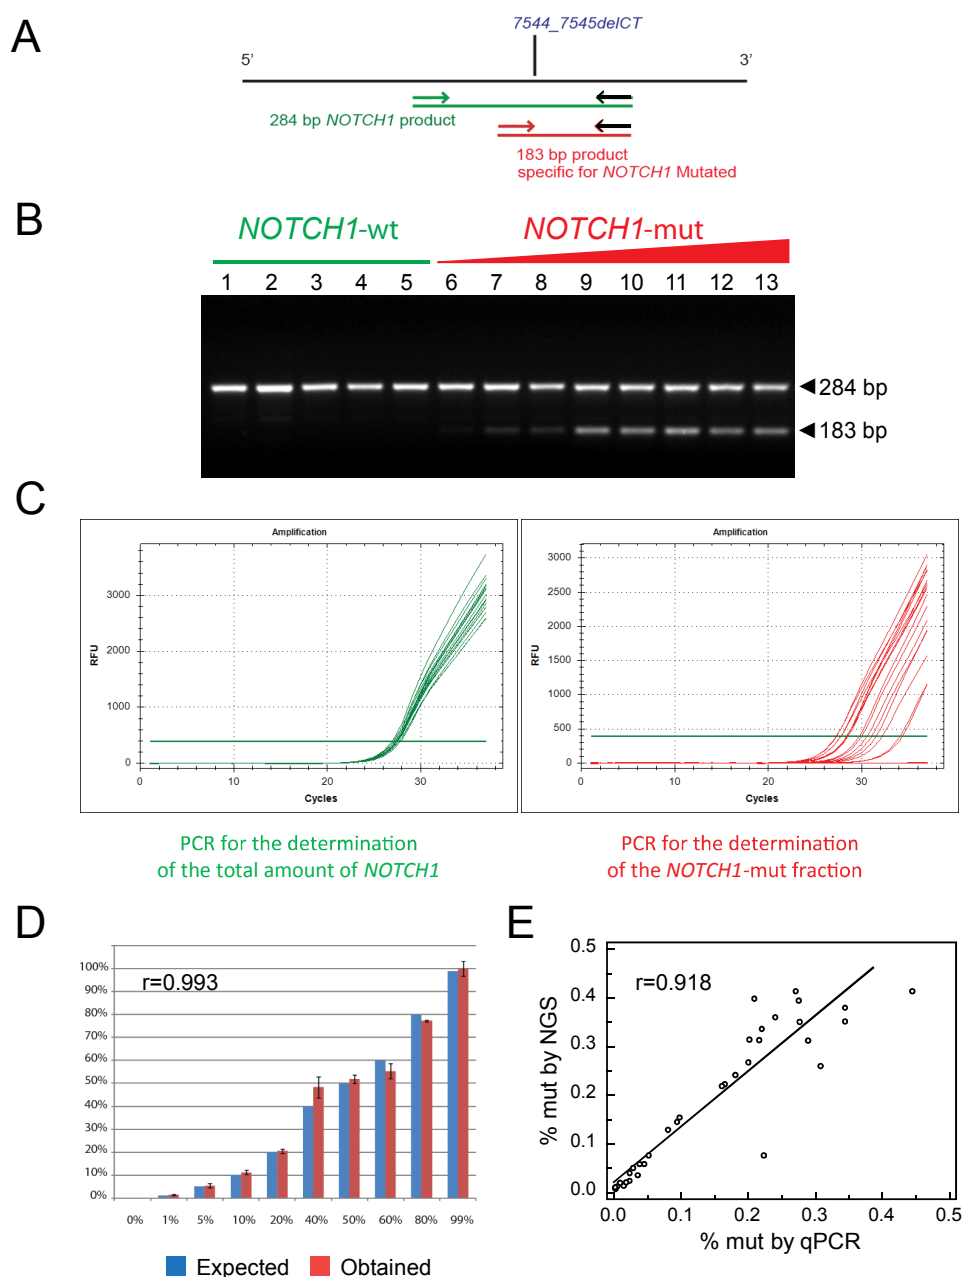 A
7544_7545delCT
5'
3'
284 bp NOTCH1 product
183 bp product
specific for NOTCH1 Mutated
B
NOTCH1-wt
NOTCH1-mut
1 2 3 4 5 6 7 8 9 10 11 12 13
284 bp
183 bp
C
Amplification
RFU
3000
2000
1000
0
0 10 20 30
Cycles
Amplification
RFU
3000
2500
2000
1500
1000
500
0
0 10 20 30
Cycles
PCR for the determination
of the total amount of NOTCH1
PCR for the determination
of the NOTCH1-mut fraction
D
r=0.993
100%
90%
80%
70%
60%
50%
40%
30%
20%
10%
0%
0% 1% 5% 10% 20% 40% 50% 60% 80% 99%
Expected Obtained
E
r=0.918
% mut by NGS
0.5
0.4
0.3
0.2
0.1
0.0
0.0 0.1 0.2 0.3 0.4 0.5
% mut by qPCR